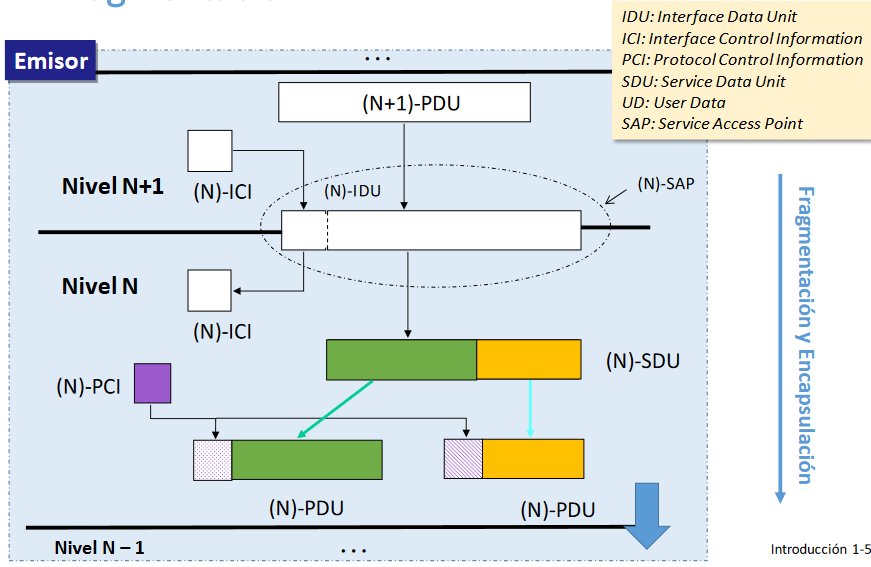 IDU: Interface Data Unit
ICI: Interface Control Information
PCI: Protocol Control Information
SDU: Service Data Unit
UD: User Data
SAP: Service Access Point
Emisor
...
(N+1)-PDU
Nivel N+1
(N)-ICI
(N)-IDU
(N)-SAP
Nivel N
(N)-ICI
(N)-SDU
(N)-PCI
(N)-PDU
(N)-PDU
Nivel N – 1
...
Fragmentación y Encapsulación
Introducción 1-5